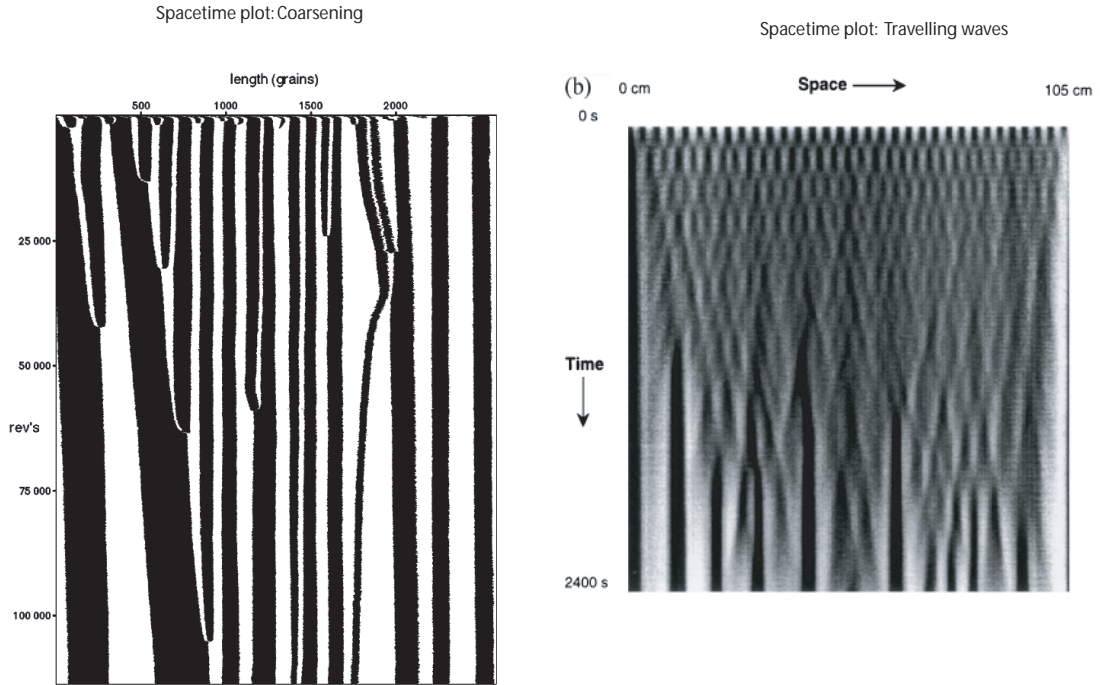 Spacetime plot: Coarsening
length (grains)
500 1000 1500 2000
25 000
50 000
rev's
75 000
100 000
Spacetime plot: Travelling waves
(b) 0 cm Space 105 cm
0 s
Time
2400 s